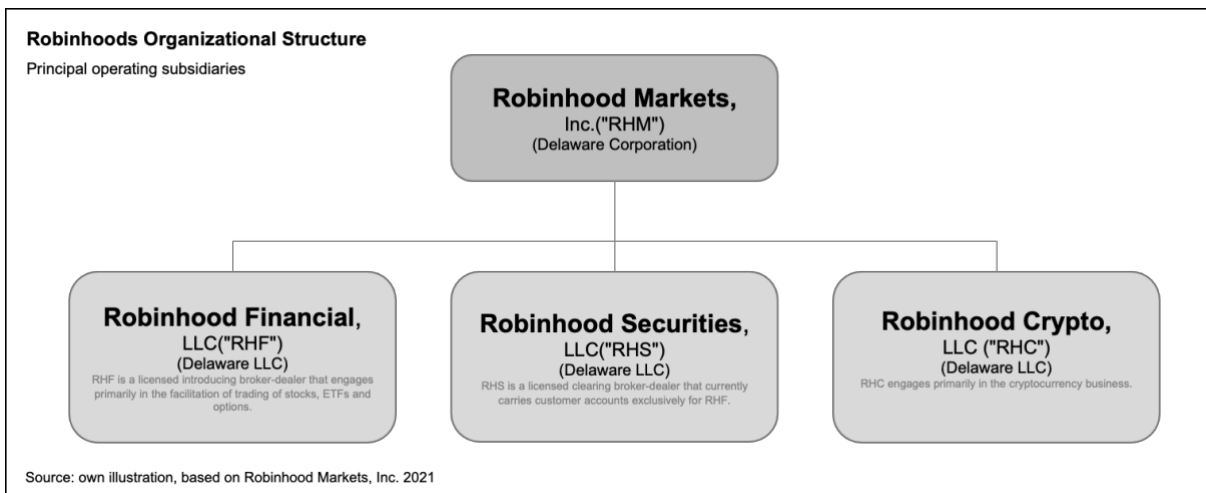 Robinhoods Organizational Structure
Principal operating subsidiaries
Robinhood Markets,
Inc.("RHM")
(Delaware Corporation)
Robinhood Financial,
LLC("RHF")
(Delaware LLC)
RHF is a licensed introducing broker-dealer that engages
primarily in the facilitation of trading of stocks, ETFs and
options.
Robinhood Securities,
LLC("RHS")
(Delaware LLC)
RHS is a licensed clearing broker-dealer that currently
carries customer accounts exclusively for RHF.
Robinhood Crypto,
LLC ("RHC")
(Delaware LLC)
RHC engages primarily in the cryptocurrency business.
Source: own illustration, based on Robinhood Markets, Inc. 2021